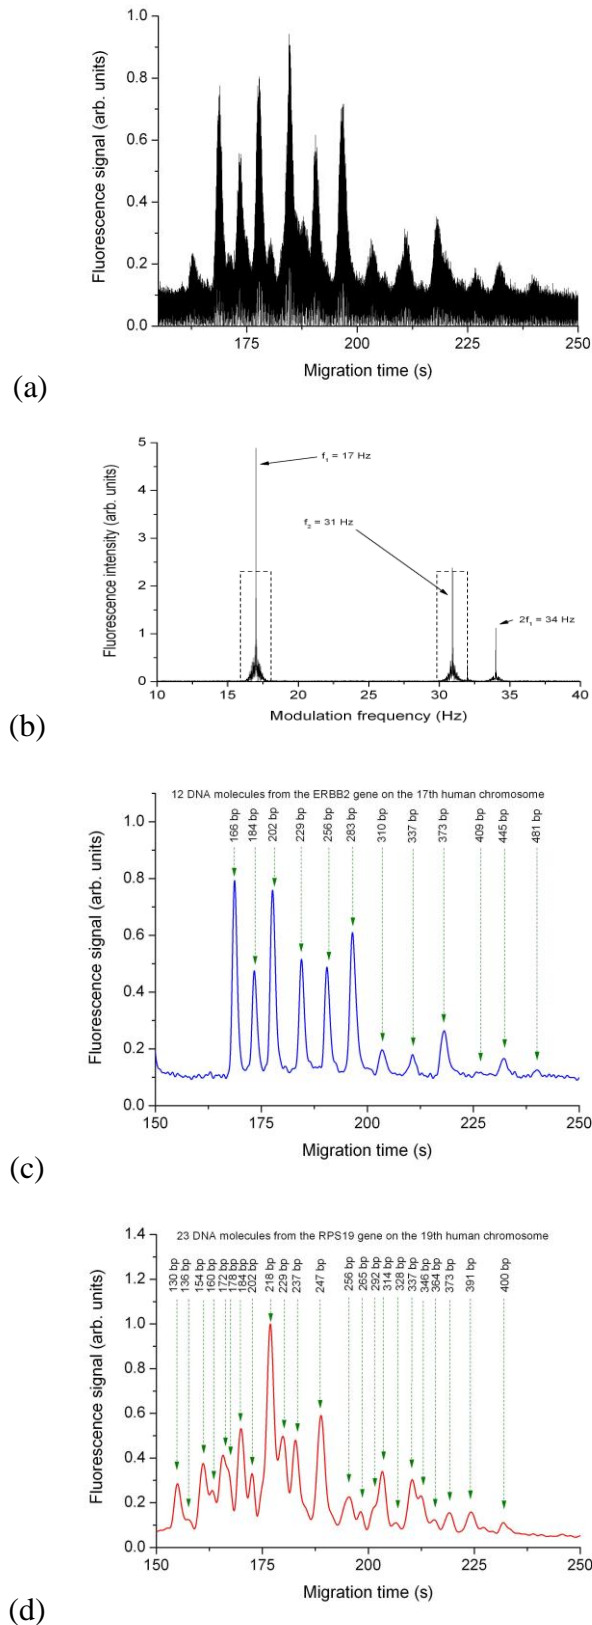 1.0
0.8
0.6
0.4
0.2
0.0
Fluorescence signal (arb. units)
175 200 225 250
Migration time (s)
(a)
5
4
3
2
1
0
Fluorescence intensity (arb. units)
f1 = 17 Hz
f2 = 31 Hz
2f1 = 34 Hz
10 15 20 25 30 35 40
Modulation frequency (Hz)
(b)
12 DNA molecules from the ERBB2 gene on the 17th human chromosome
166 bp 184 bp 202 bp 229 bp 256 bp 283 bp 310 bp 337 bp 373 bp 409 bp 445 bp 481 bp
1.0
0.8
0.6
0.4
0.2
0.0
Fluorescence signal (arb. units)
150 175 200 225 250
Migration time (s)
(c)
1.4
23 DNA molecules from the RPS19 gene on the 19th human chromosome
130 bp 136 bp 154 bp 160 bp 172 bp 178 bp 184 bp 202 bp 218 bp 229 bp 237 bp 247 bp 256 bp 265 bp 292 bp 314 bp 328 bp 337 bp 346 bp 364 bp 373 bp 391 bp 400 bp
1.2
1.0
0.8
0.6
0.4
0.2
0.0
Fluorescence signal (arb. units)
150 175 200 225 250
Migration time (s)
(d)